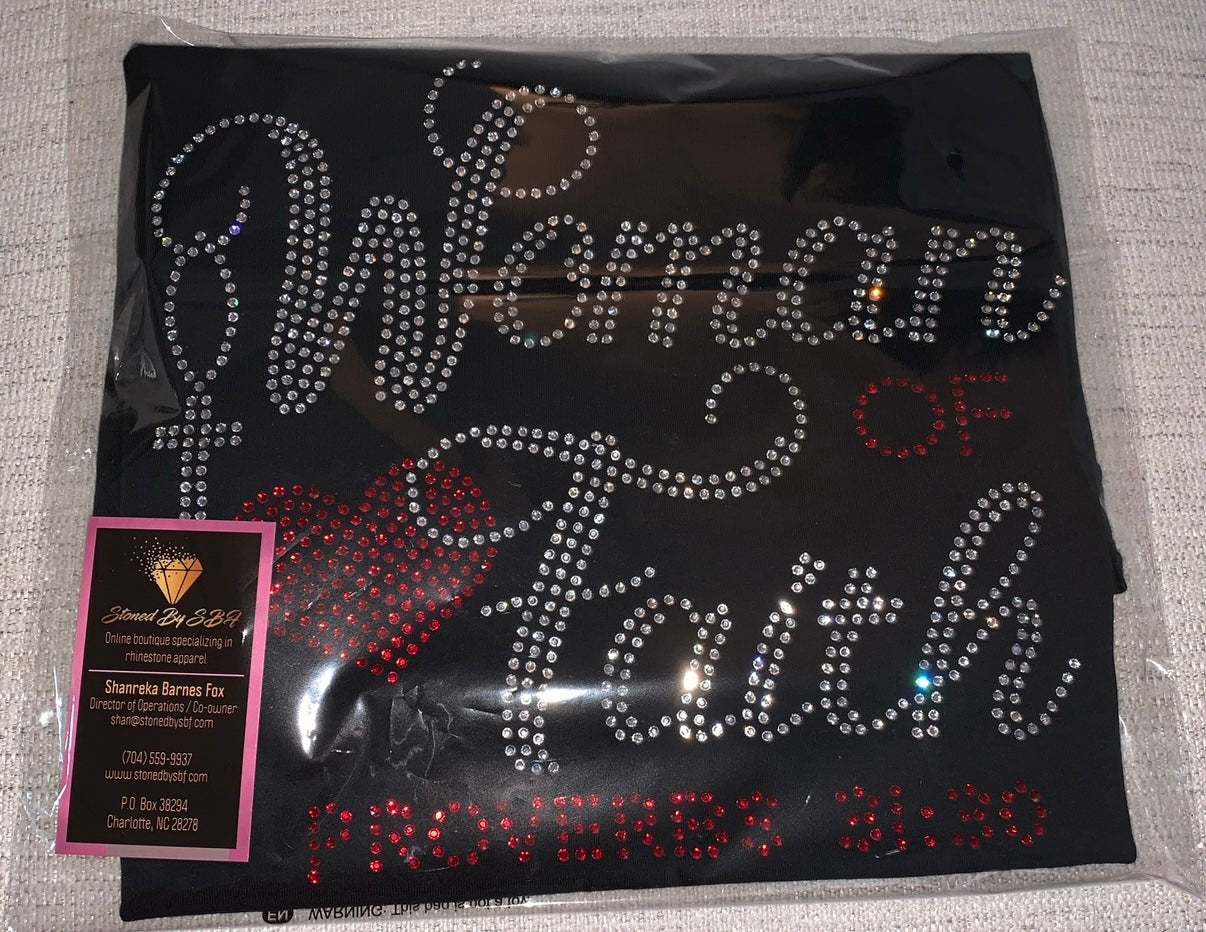 Woman
OF
Faith
PROVERBS 31:30
Stoned By S.B.F.
Online boutique specializing in
rhinestone apparel
Shanreka Barnes Fox
Director of Operations / Co-owner
shan@stonedbysbf.com
(704) 559-9937
www.stonedbysbf.com
P.O. Box 38294
Charlotte, NC 28278
EN WARNING: This bag is not a toy.